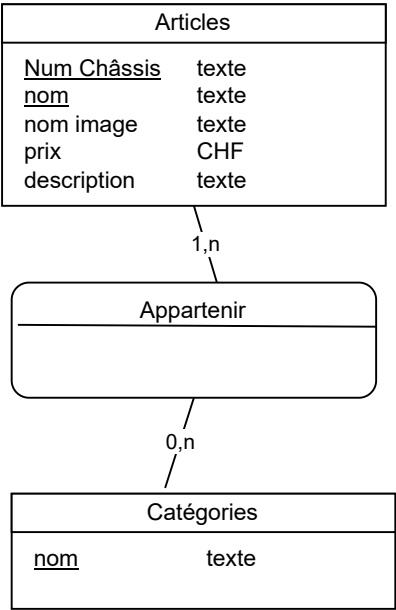 Articles
Num Châssis texte
nom texte
nom image texte
prix CHF
description texte
1,n
Appartenir
0,n
Catégories
nom texte